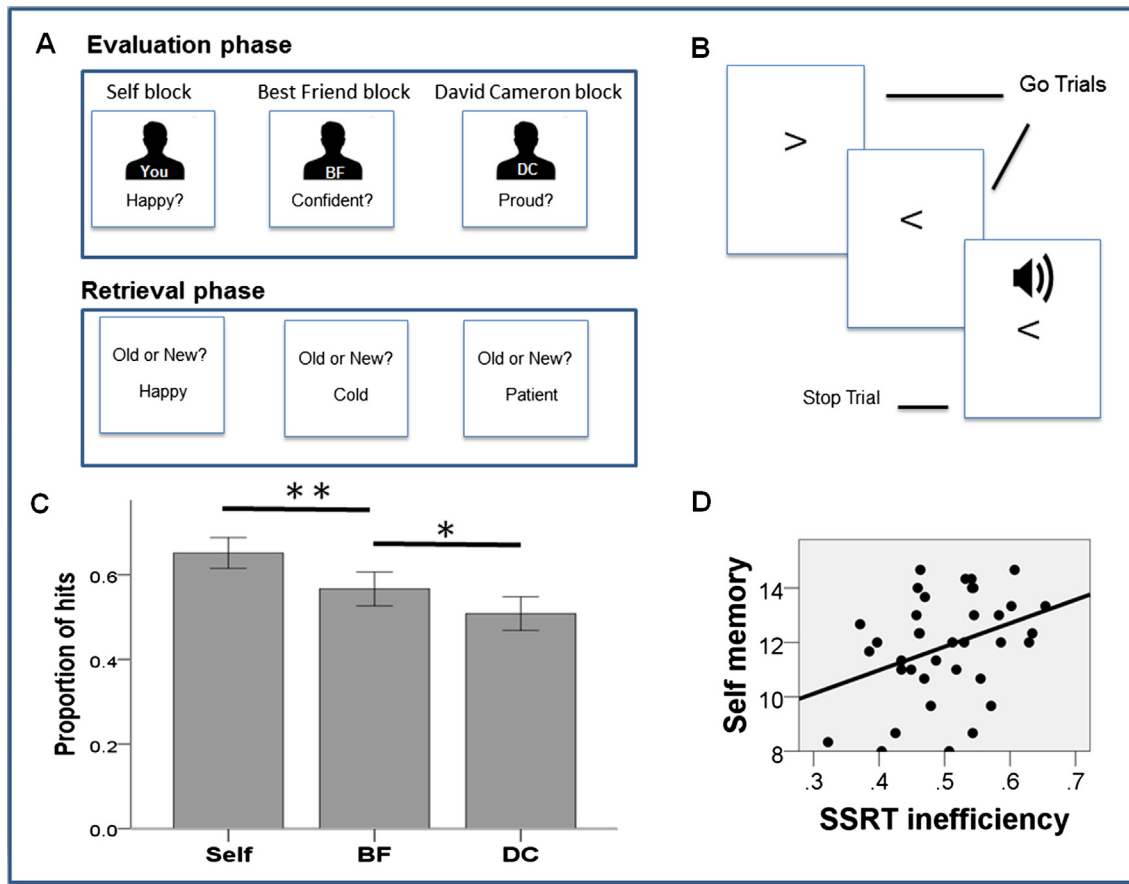 A
Evaluation phase
Self block
Best Friend block
David Cameron block
You
Happy?
BF
Confident?
DC
Proud?
Retrieval phase
Old or New?
Happy
Old or New?
Cold
Old or New?
Patient
B
Go Trials
>
<
<
Stop Trial
C
* *
*
Proportion of hits
0.6
0.4
0.2
0.0
Self
BF
DC
D
Self memory
14
12
10
8
.3
.4
.5
.6
.7
SSRT inefficiency